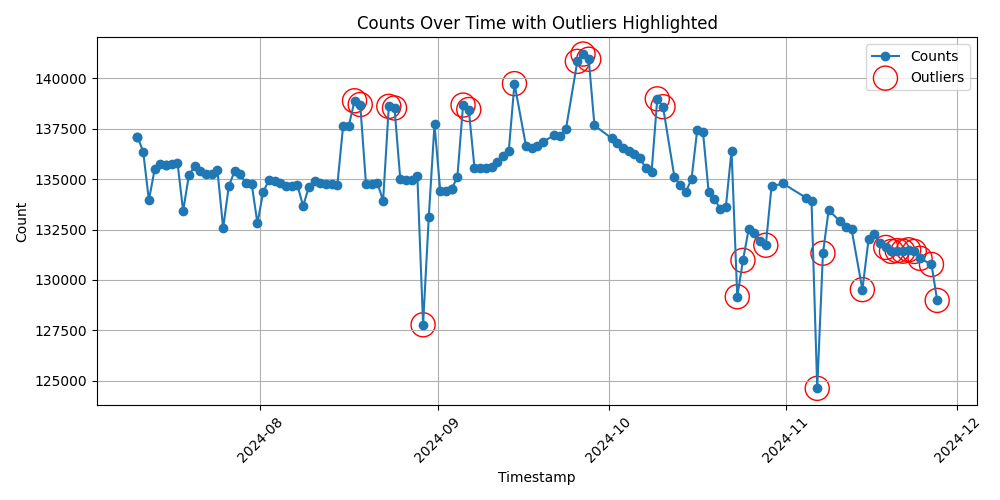 Counts Over Time with Outliers Highlighted
Counts
Outliers
Count
140000
137500
135000
132500
130000
127500
125000
2024-08
2024-09
2024-10
2024-11
2024-12
Timestamp